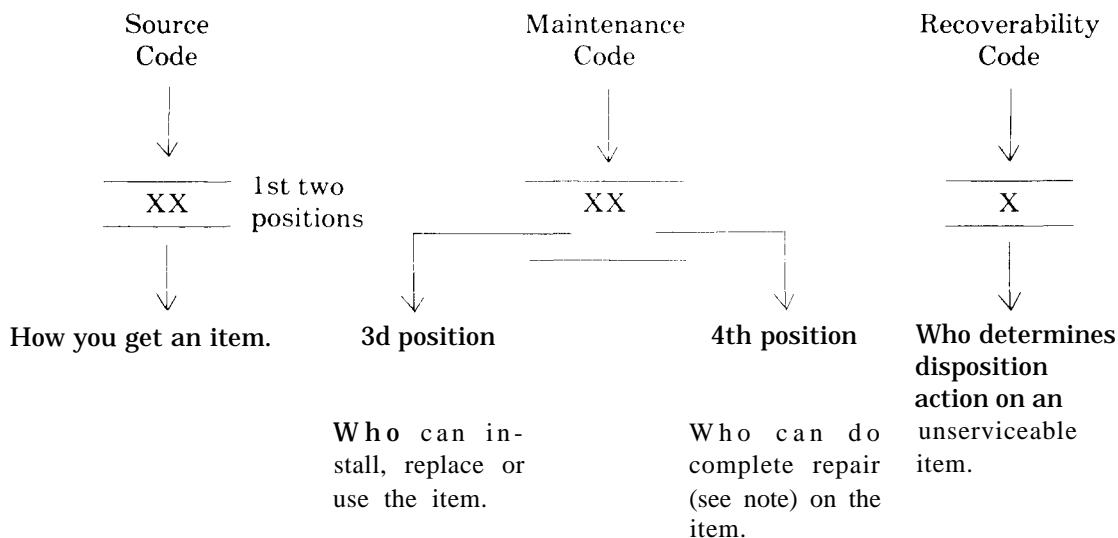 Source
Code
Maintenance
Code
Recoverability
Code
XX
1st two
positions
XX
X
How you get an item.
3d position
4th position
Who determines
disposition
action on an
unserviceable
item.
Who can in-
stall, replace or
use the item.
Who can do
complete repair
(see note) on the
item.